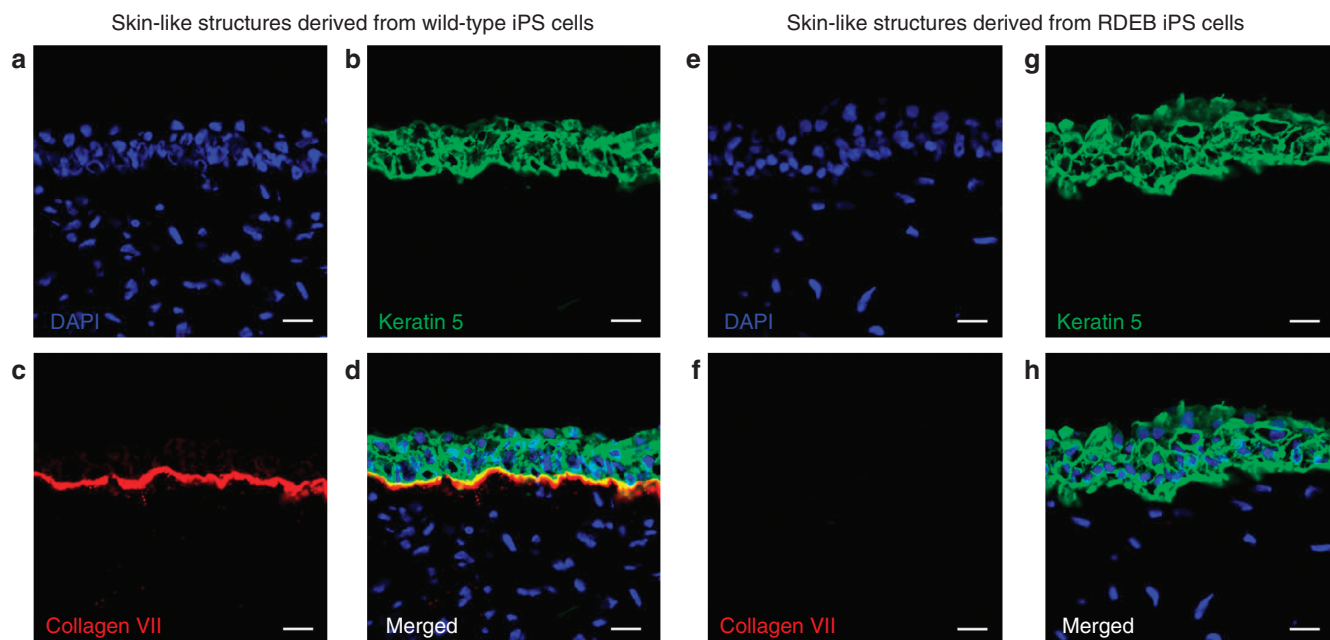 Skin-like structures derived from wild-type iPS cells
Skin-like structures derived from RDEB iPS cells
a
b
e
g
DAPI
Keratin 5
DAPI
Keratin 5
c
d
f
h
Collagen VII
Merged
Collagen VII
Merged